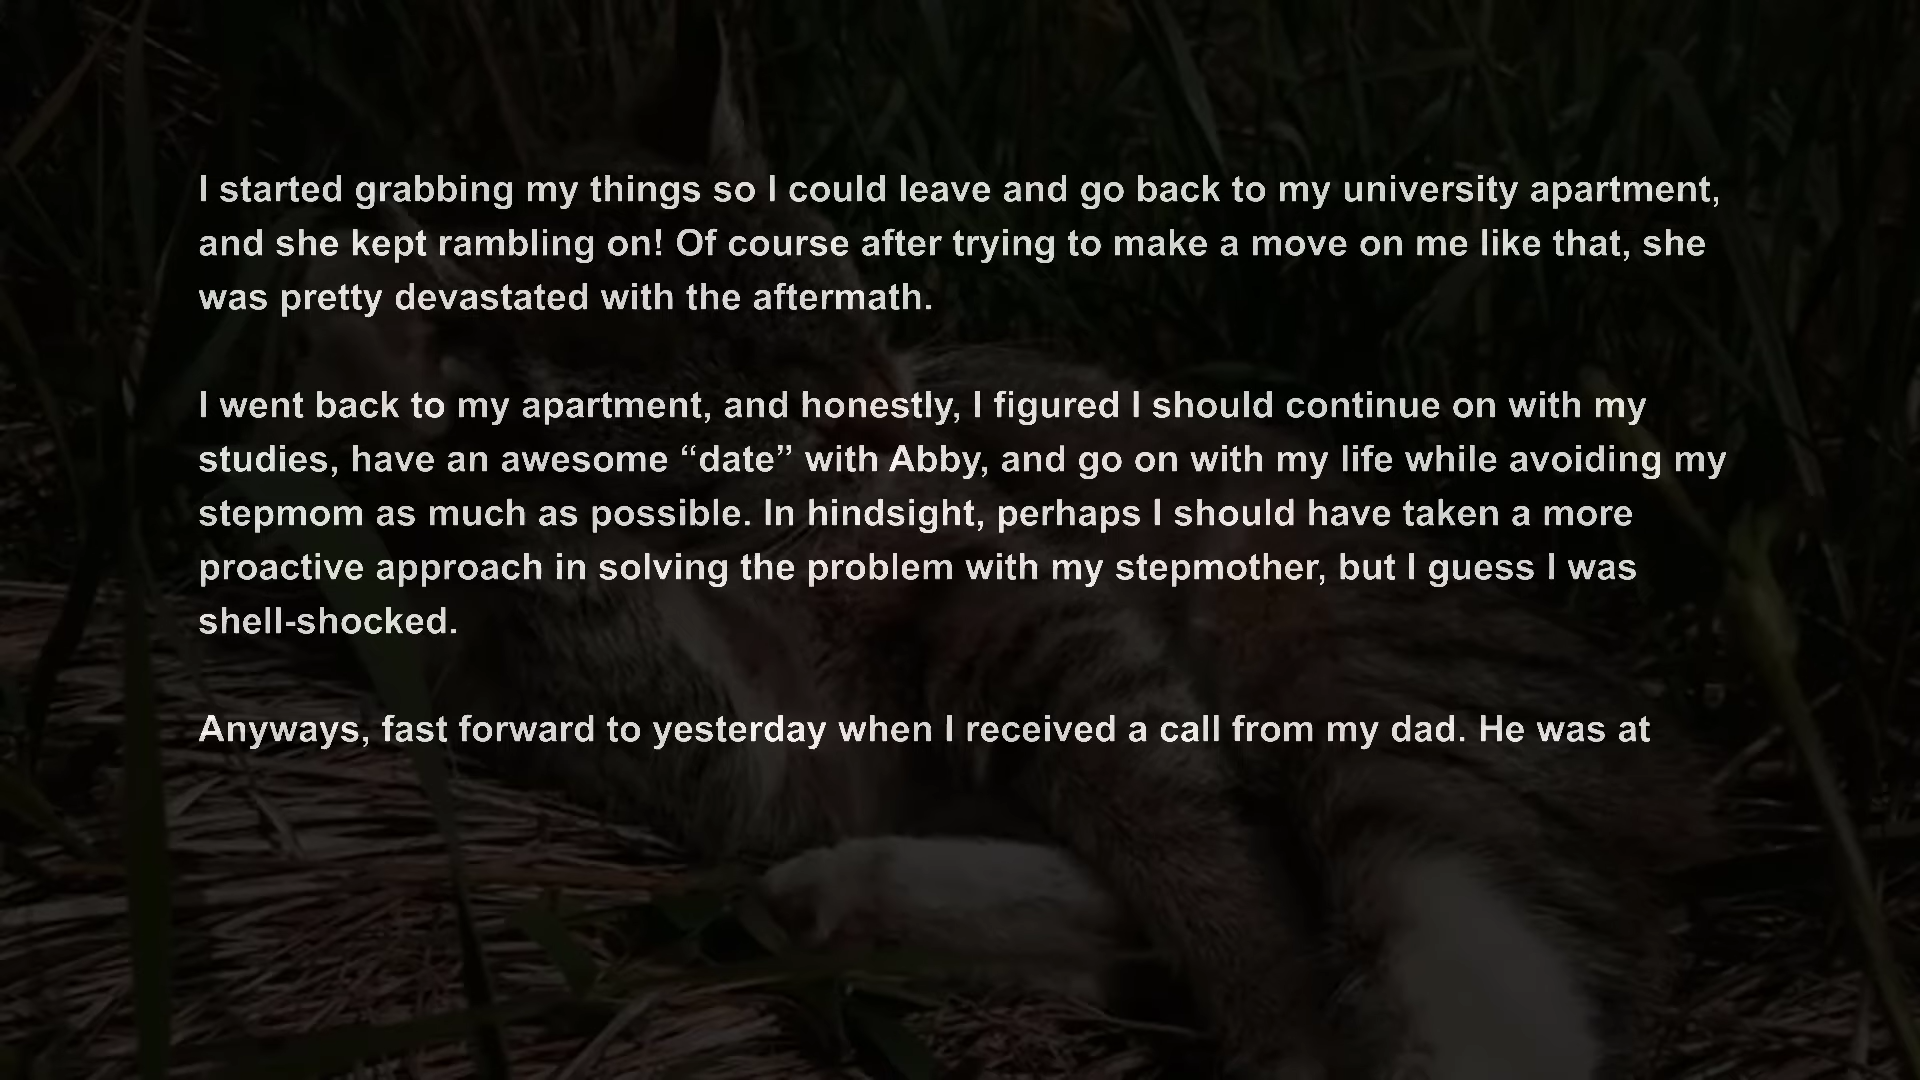 I started grabbing my things so I could leave and go back to my university apartment,
and she kept rambling on! Of course after trying to make a move on me like that, she
was pretty devastated with the aftermath.
I went back to my apartment, and honestly, I figured I should continue on with my
studies, have an awesome “date” with Abby, and go on with my life while avoiding my
stepmom as much as possible. In hindsight, perhaps I should have taken a more
proactive approach in solving the problem with my stepmother, but I guess I was
shell-shocked.
Anyways, fast forward to yesterday when I received a call from my dad. He was at